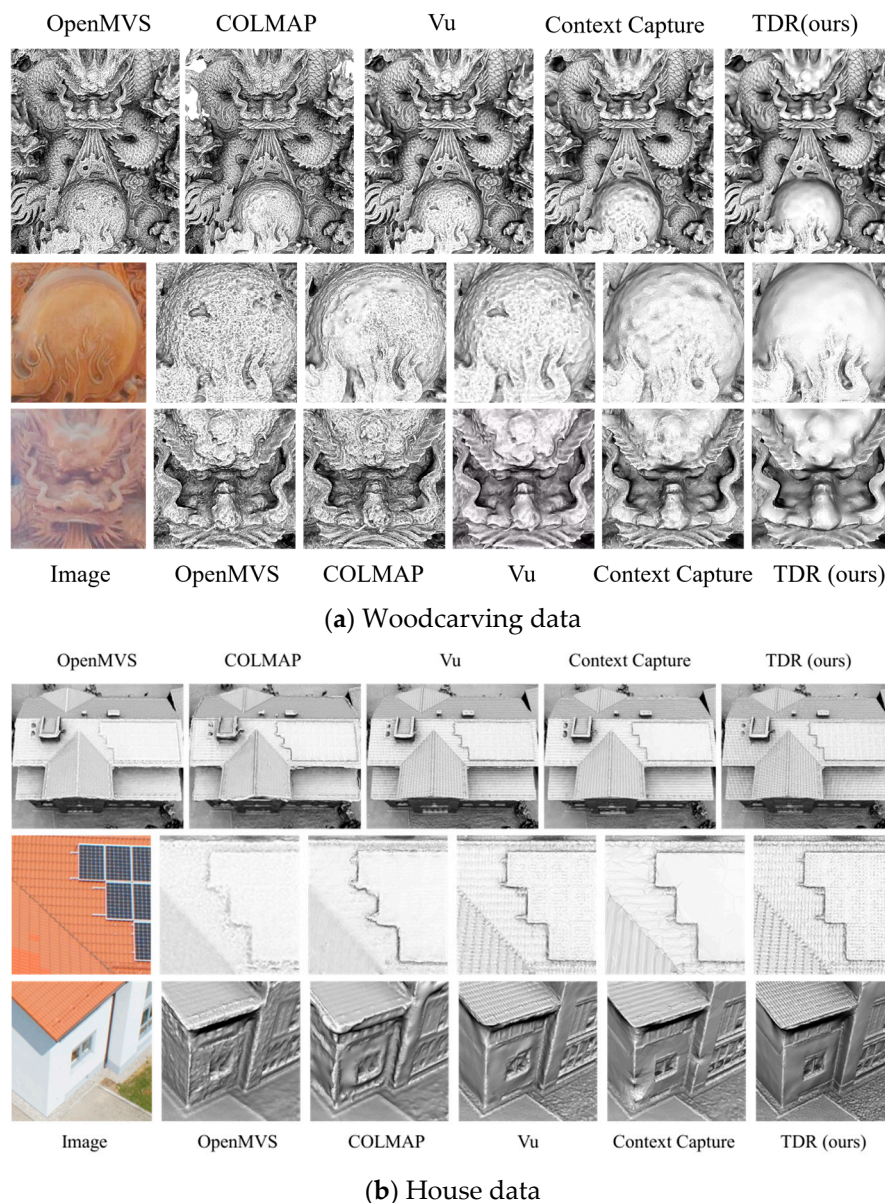 OpenMVS COLMAP Vu Context Capture TDR(ours)
Image OpenMVS COLMAP Vu Context Capture TDR (ours)
(a) Woodcarving data
OpenMVS COLMAP Vu Context Capture TDR (ours)
Image OpenMVS COLMAP Vu Context Capture TDR (ours)
(b) House data